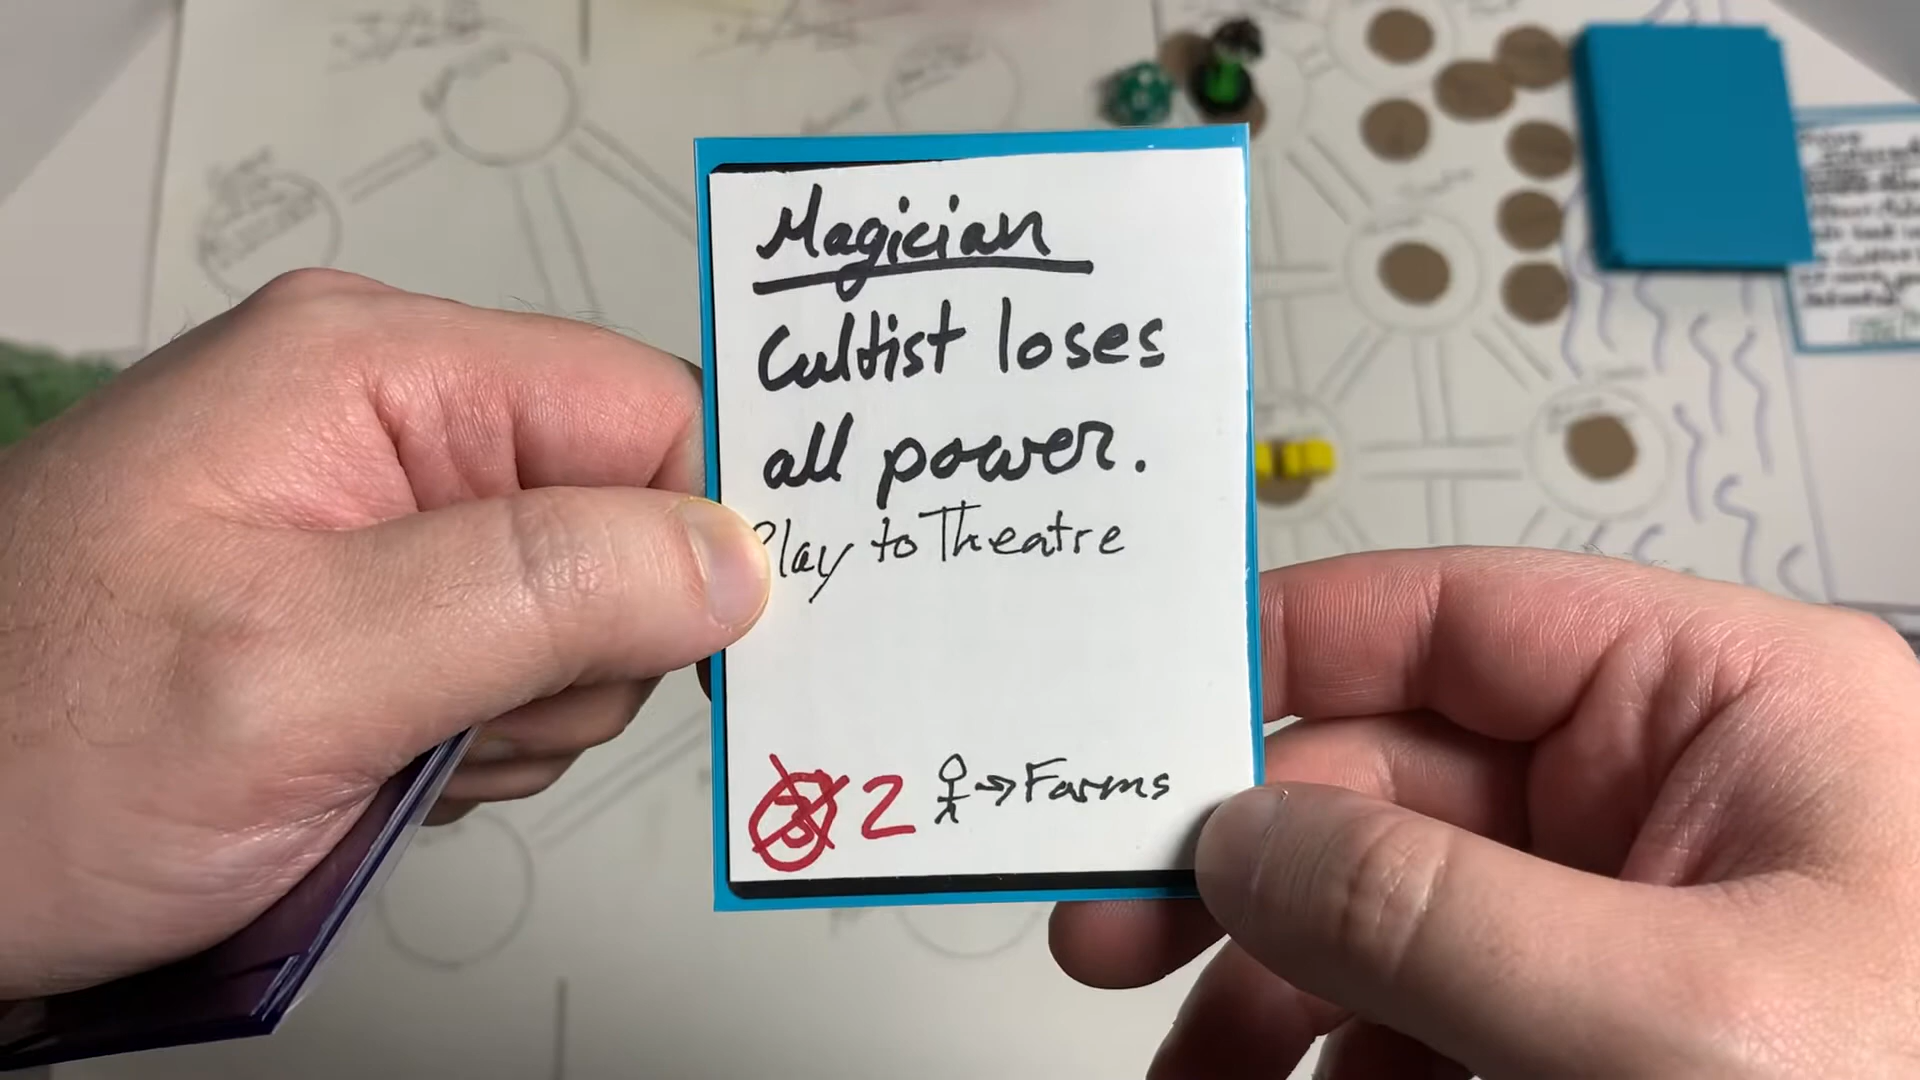 Magician
Cultist loses
all power.
Play to Theatre
2 → Farms